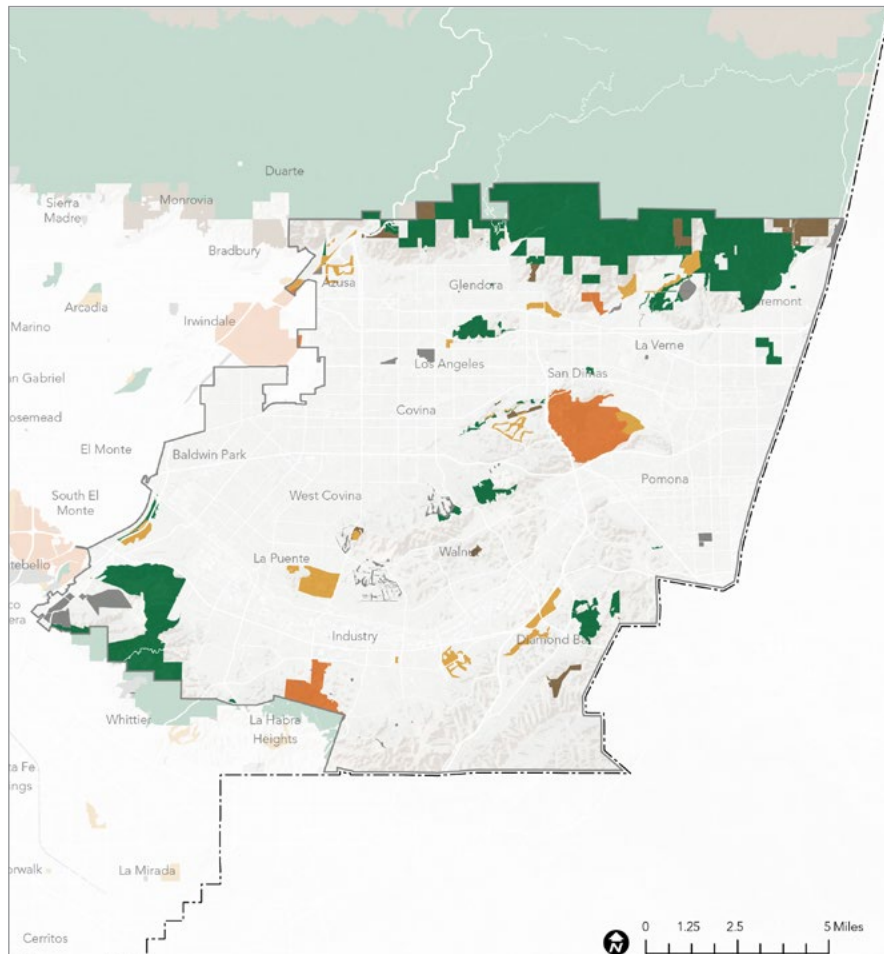 Duarte
Sierra
Madre
Monrovia
Bradbury
Azusa
Glendora
Arcadia
Marino
Irwindale
La Verne
Los Angeles
San Dimas
Covina
El Monte
Baldwin Park
South El
Monte
West Covina
Pomona
La Puente
Industry
Whittier
La Habra
Heights
La Mirada
Cerritos
N
0 1.25 2.5 5 Miles